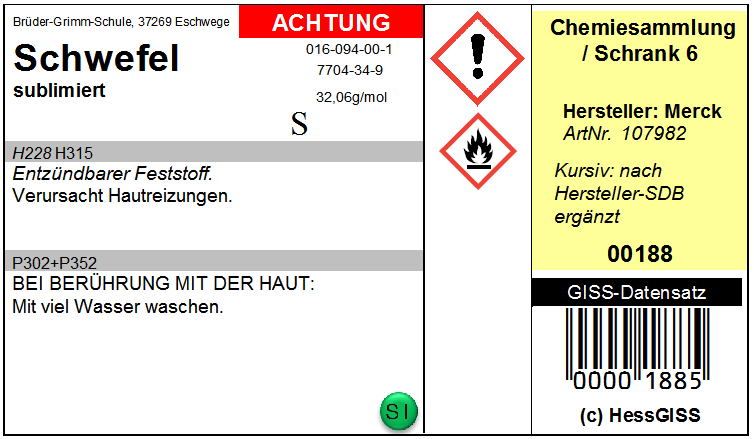 Brüder-Grimm-Schule, 37269 Eschwege
ACHTUNG
Schwefel
sublimiert
016-094-00-1
7704-34-9
32,06g/mol
S
H228 H315
Entzündbarer Feststoff.
Verursacht Hautreizungen.
P302+P352
BEI BERÜHRUNG MIT DER HAUT:
Mit viel Wasser waschen.
SI
Chemiesammlung
/ Schrank 6
Hersteller: Merck
ArtNr. 107982
Kursiv: nach
Hersteller-SDB
ergänzt
00188
GISS-Datensatz
0000 1885
(c) HessGISS